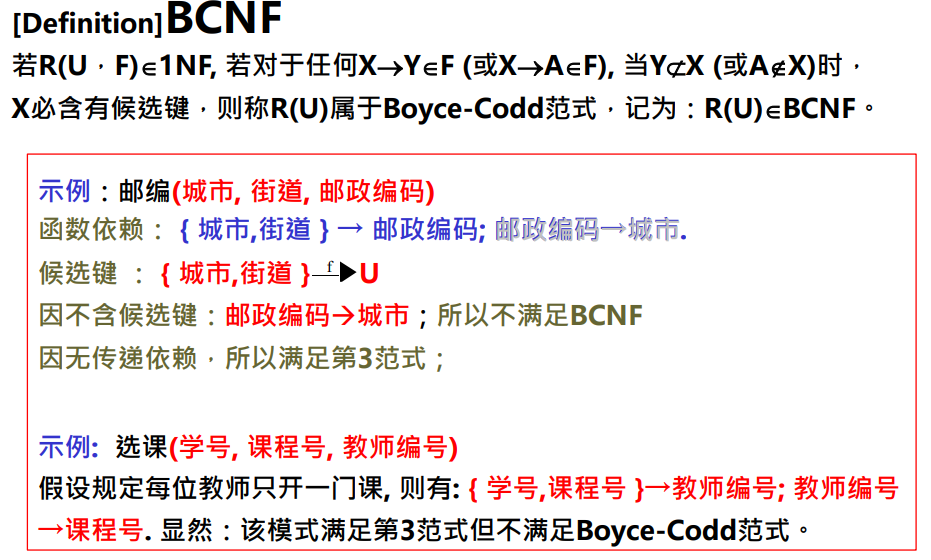 [Definition]BCNF
若R(U，F)∈1NF, 若对于任何X→Y∈F (或X→A∈F), 当Y⊄X (或A∉X)时，
X必含有候选键，则称R(U)属于Boyce-Codd范式，记为：R(U)∈BCNF。
示例：邮编(城市, 街道, 邮政编码)
函数依赖：{ 城市,街道 } → 邮政编码; 邮政编码→城市.
候选键 ：{ 城市,街道 } f→ U
因不含候选键：邮政编码→城市；所以不满足BCNF
因无传递依赖，所以满足第3范式；
示例: 选课(学号, 课程号, 教师编号)
假设规定每位教师只开一门课, 则有: { 学号,课程号 }→教师编号; 教师编号
→课程号. 显然：该模式满足第3范式但不满足Boyce-Codd范式。